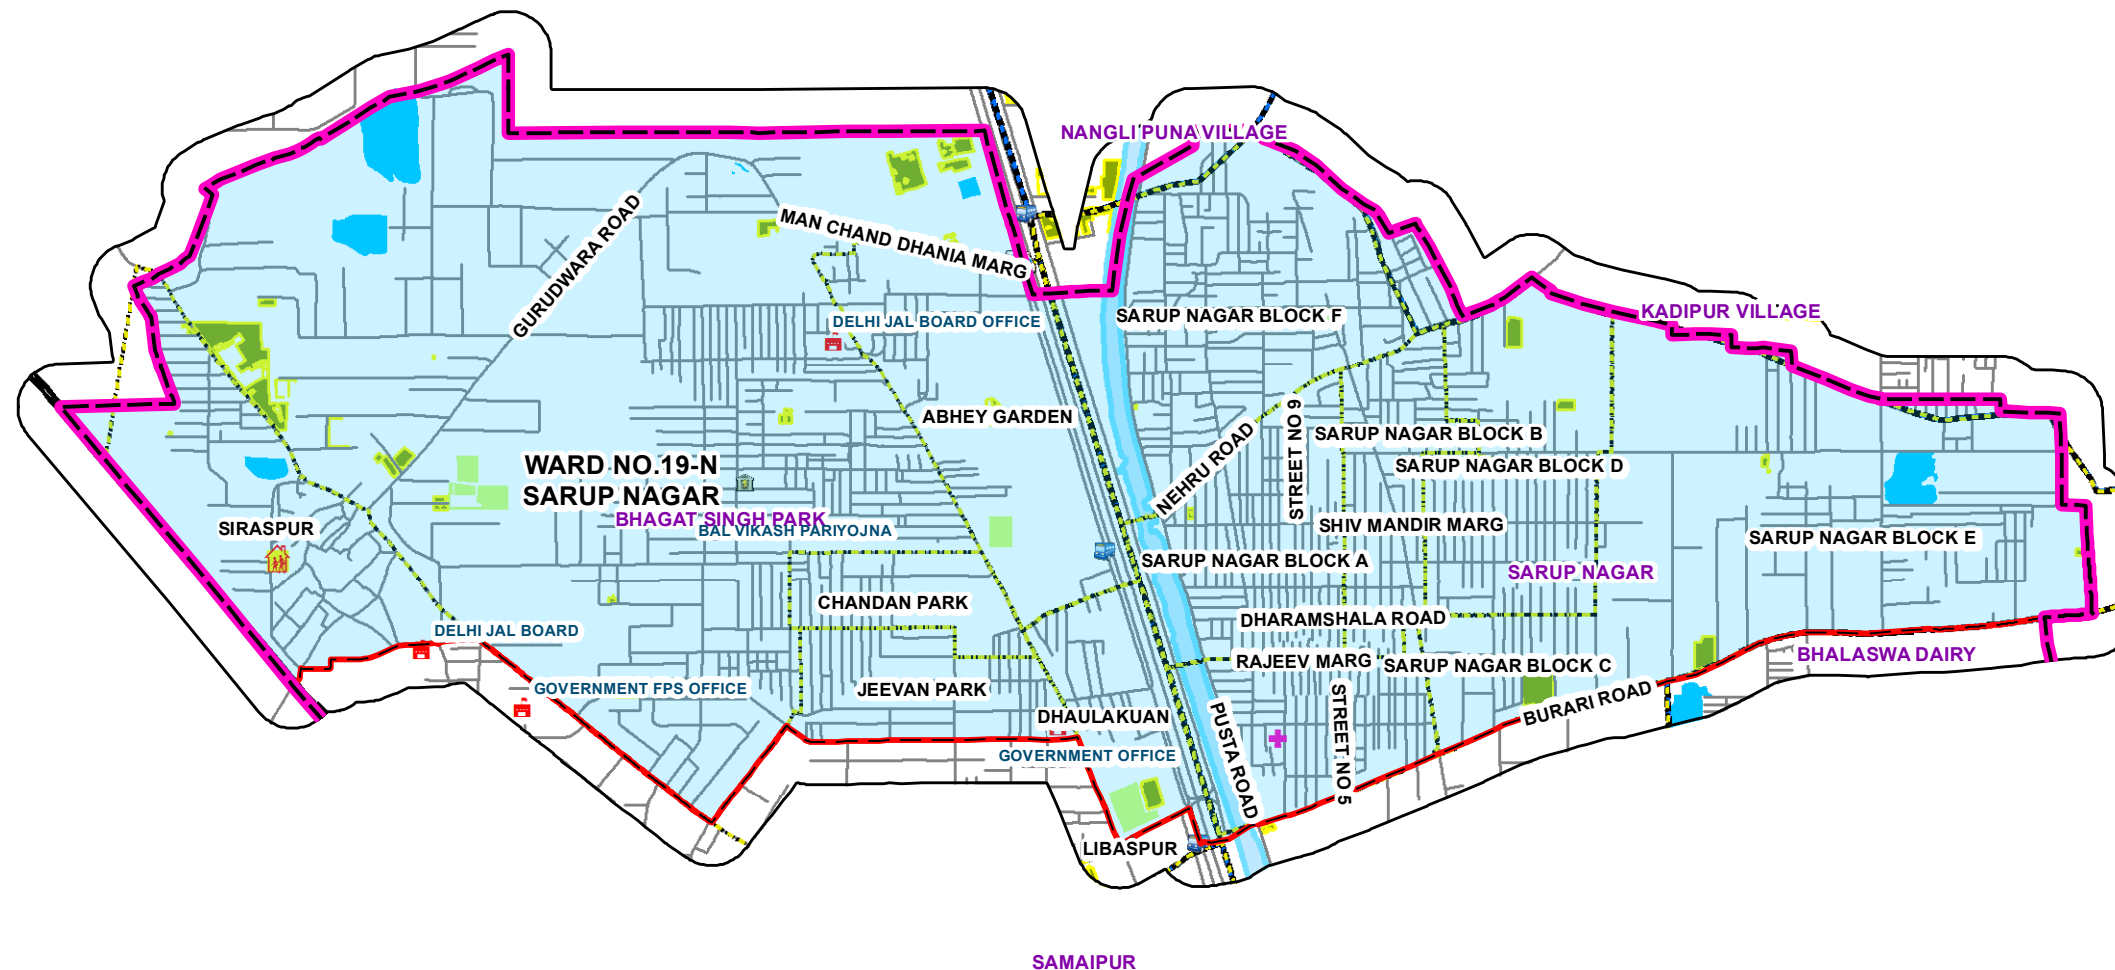 NANGLI PUNA VILLAGE
GURUDWARA ROAD
MAN CHAND DHANIA MARG
DELHI JAL BOARD OFFICE
SARUP NAGAR BLOCK F
KADIPUR VILLAGE
ABHEY GARDEN
STREET NO 9
SARUP NAGAR BLOCK B
NEHRU ROAD
SARUP NAGAR BLOCK D
WARD NO.19-N
SARUP NAGAR
BHAGAT SINGH PARK
BAL VIKASH PARIYOJNA
SIRASPUR
SHIV MANDIR MARG
SARUP NAGAR BLOCK E
SARUP NAGAR BLOCK A
SARUP NAGAR
CHANDAN PARK
DHARAMSHALA ROAD
DELHI JAL BOARD
BHALASWA DAIRY
RAJEEV MARG
SARUP NAGAR BLOCK C
GOVERNMENT FPS OFFICE
JEEVAN PARK
BURARI ROAD
DHAULAKUAN
PUSTA ROAD
STREET NO 5
GOVERNMENT OFFICE
LIBASPUR
SAMAIPUR